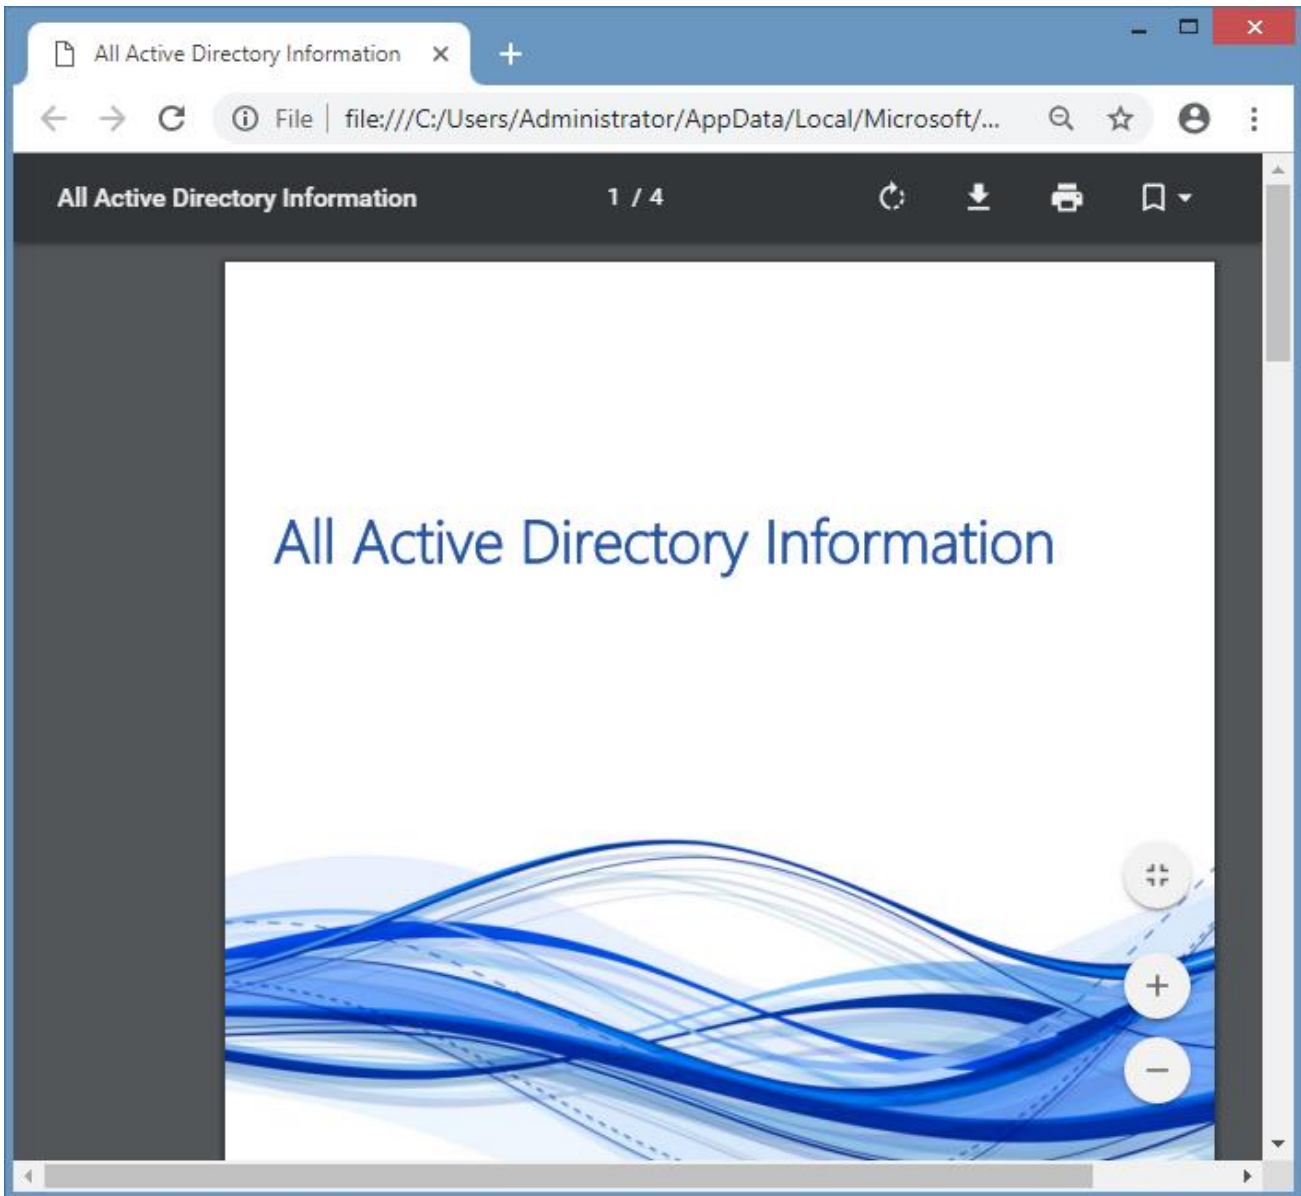 All Active Directory Information
File | file:///C:/Users/Administrator/AppData/Local/Microsoft/...
All Active Directory Information 1 / 4
All Active Directory Information